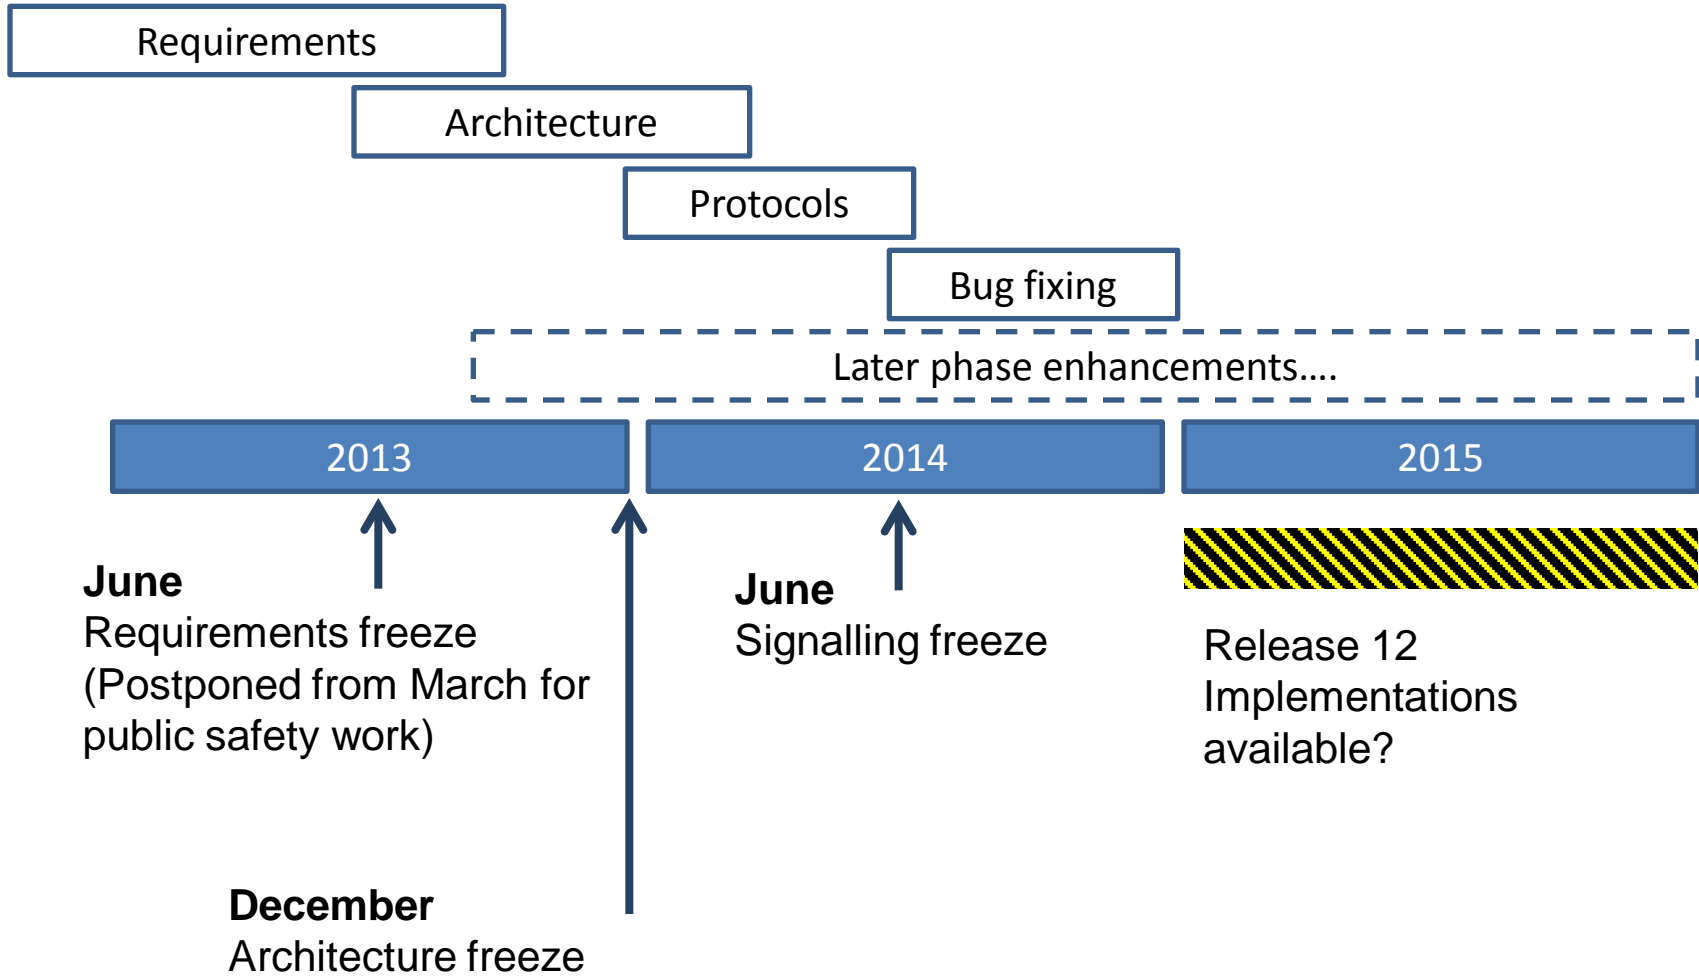 Requirements
Architecture
Protocols
Bug fixing
Later phase enhancements….
2013
2014
2015
June
Requirements freeze
(Postponed from March for
public safety work)
December
Architecture freeze
June
Signalling freeze
Release 12
Implementations
available?